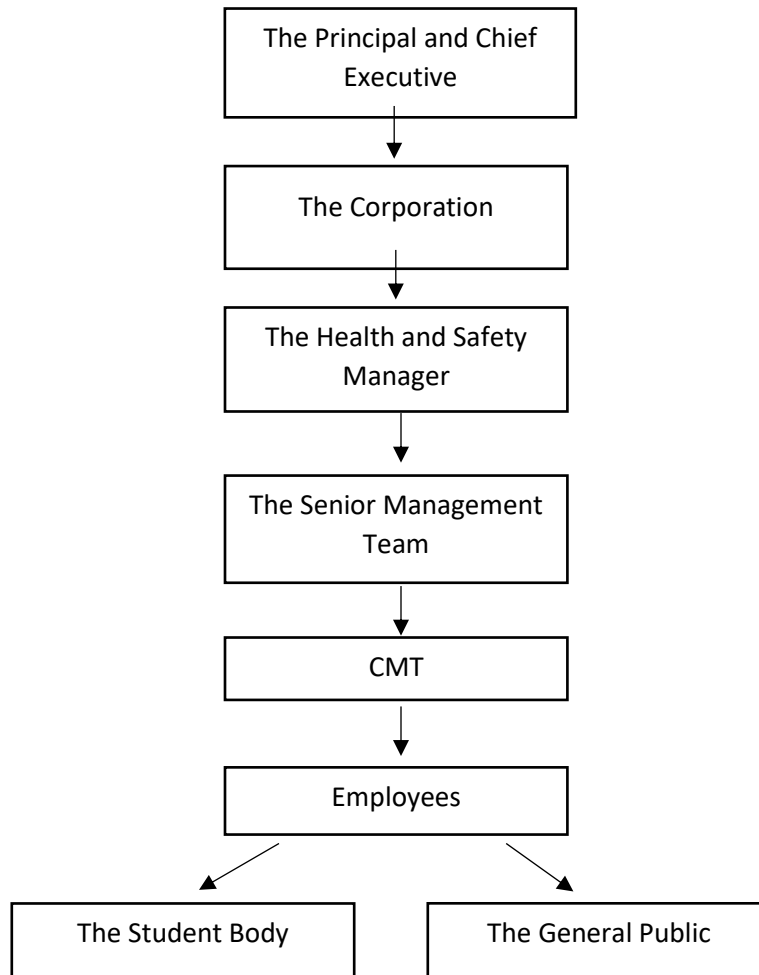 The Principal and Chief
Executive
The Corporation
The Health and Safety
Manager
The Senior Management
Team
CMT
Employees
The Student Body
The General Public